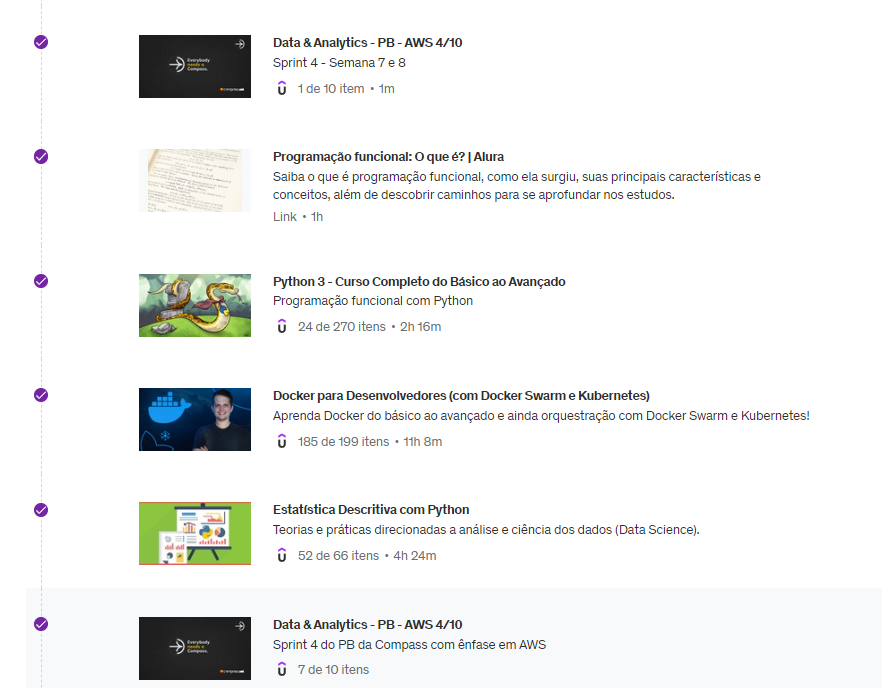 Everybody
needs a
Compass.
Data & Analytics - PB - AWS 4/10
Sprint 4 - Semana 7 e 8
1 de 10 item • 1m
Programação funcional: O que é? | Alura
Saiba o que é programação funcional, como ela surgiu, suas principais características e
conceitos, além de descobrir caminhos para se aprofundar nos estudos.
Link • 1h
Python 3 - Curso Completo do Básico ao Avançado
Programação funcional com Python
24 de 270 itens • 2h 16m
Docker para Desenvolvedores (com Docker Swarm e Kubernetes)
Aprenda Docker do básico ao avançado e ainda orquestração com Docker Swarm e Kubernetes!
185 de 199 itens • 11h 8m
Estatística Descritiva com Python
Teorias e práticas direcionadas a análise e ciência dos dados (Data Science).
52 de 66 itens • 4h 24m
Everybody
needs a
Compass.
Data & Analytics - PB - AWS 4/10
Sprint 4 do PB da Compass com ênfase em AWS
7 de 10 itens